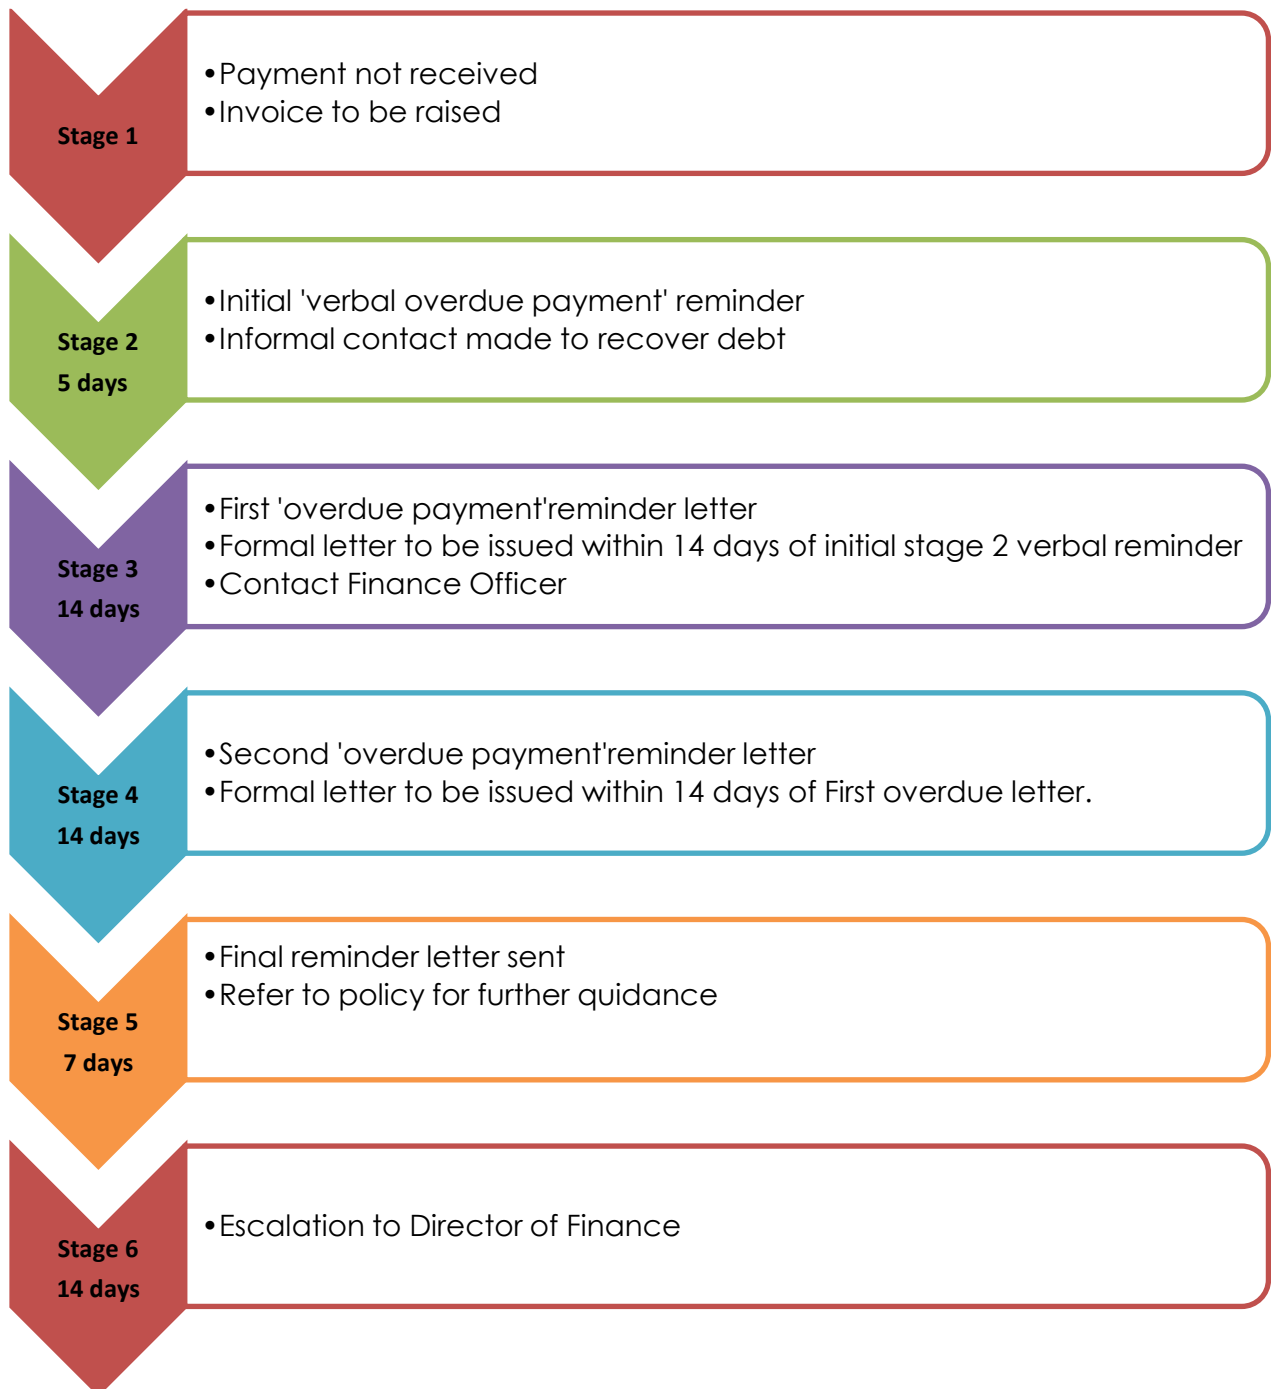 Stage 1
•Payment not received
•Invoice to be raised
Stage 2
5 days
•Initial 'verbal overdue payment' reminder
•Informal contact made to recover debt
Stage 3
14 days
•First 'overdue payment'reminder letter
•Formal letter to be issued within 14 days of initial stage 2 verbal reminder
•Contact Finance Officer
Stage 4
14 days
•Second 'overdue payment'reminder letter
•Formal letter to be issued within 14 days of First overdue letter.
Stage 5
7 days
•Final reminder letter sent
•Refer to policy for further quidance
Stage 6
14 days
•Escalation to Director of Finance